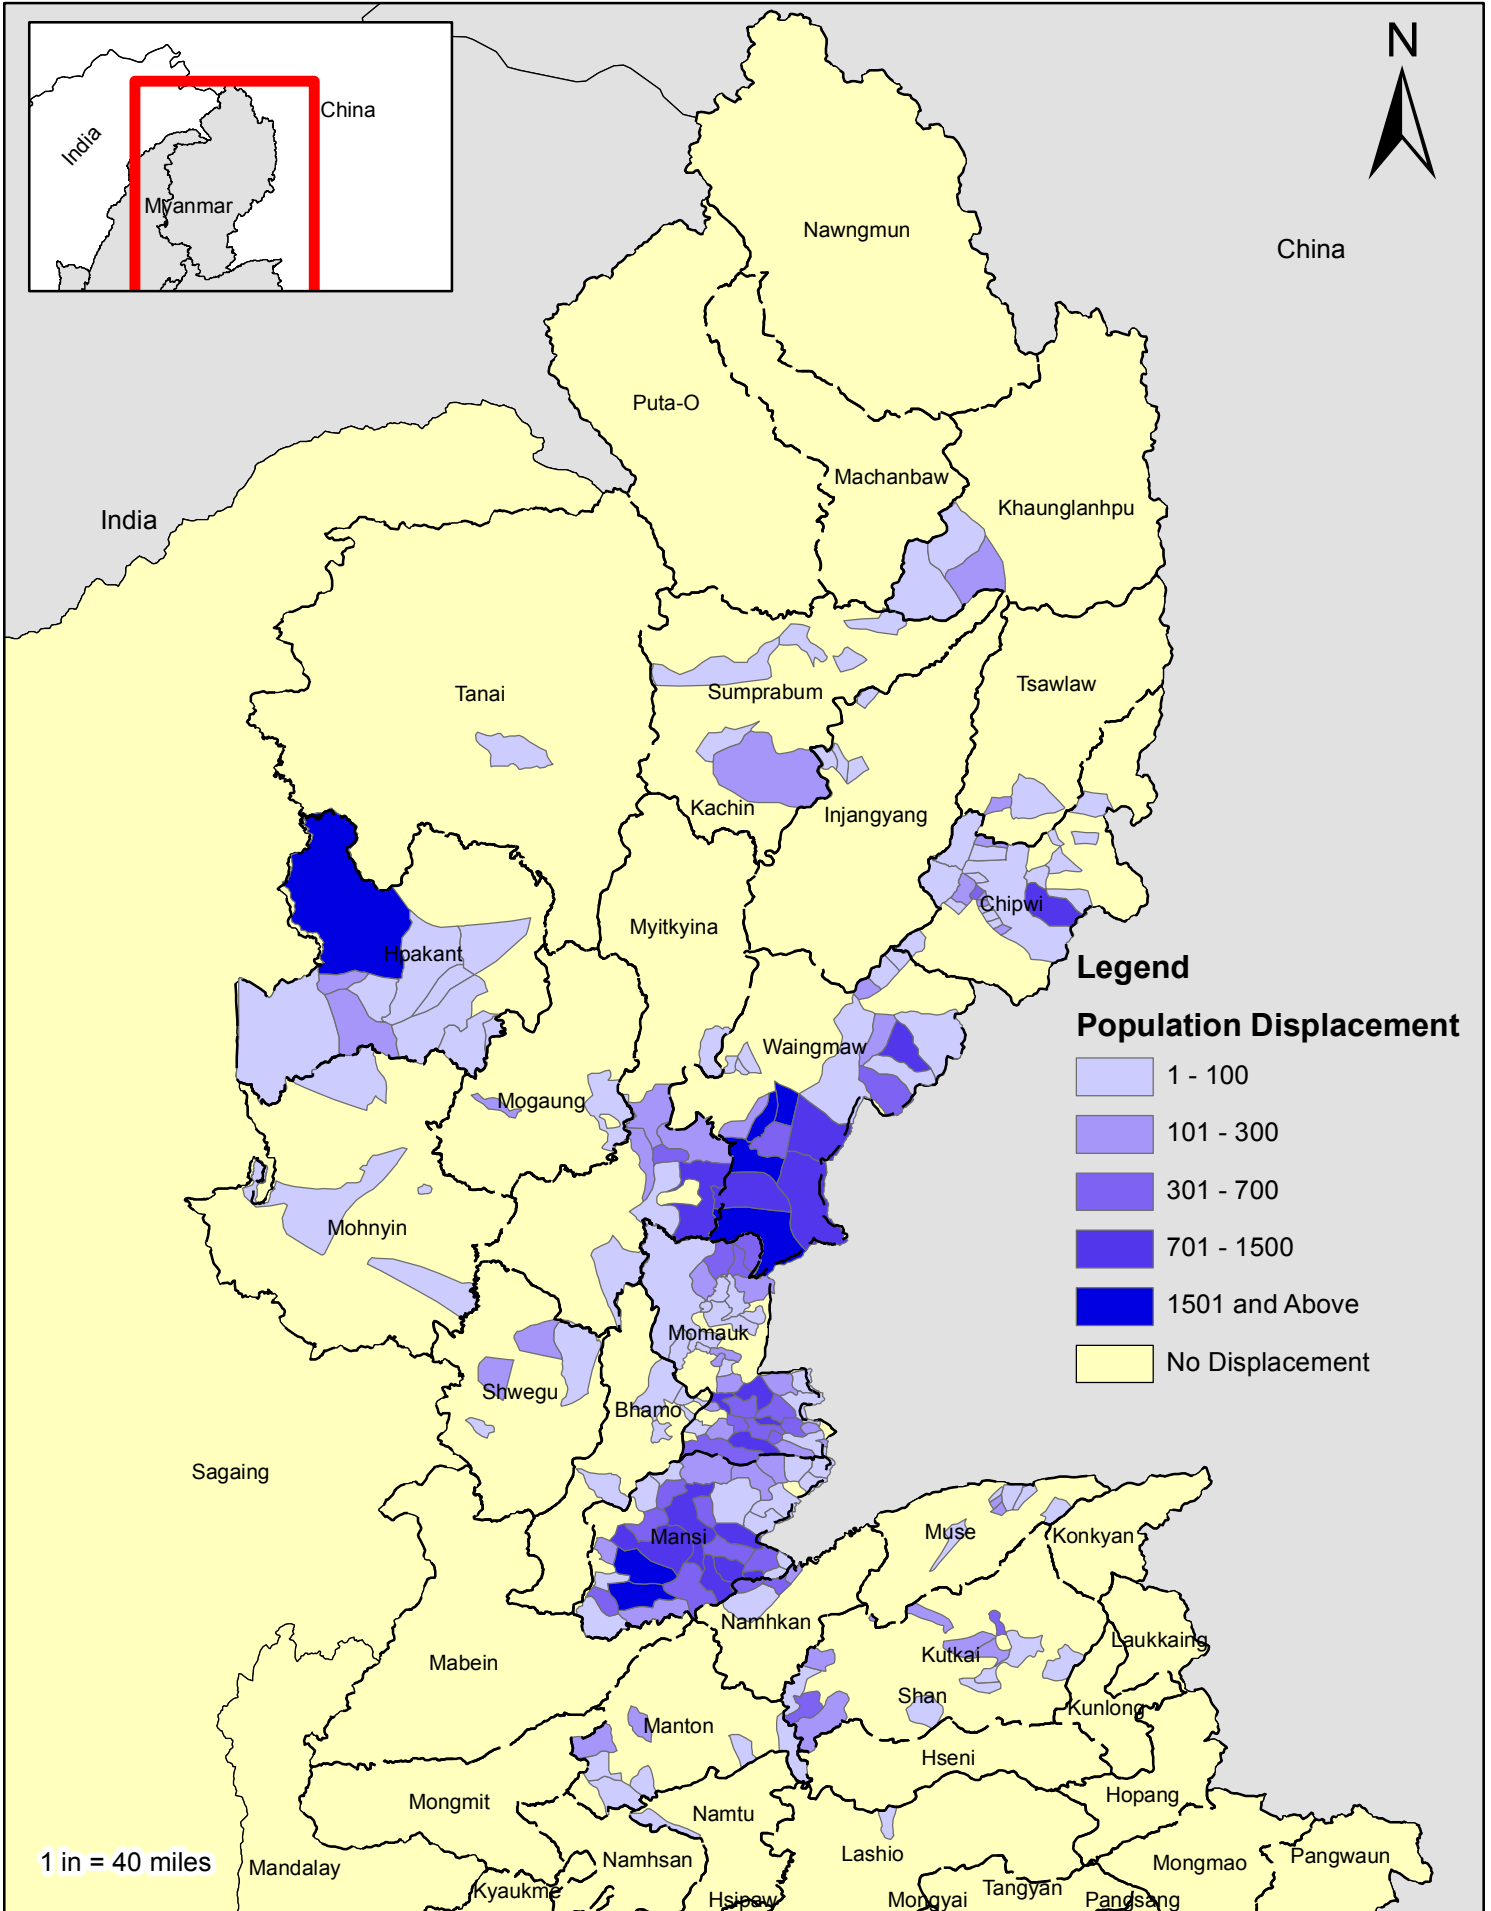 N
China
India
Myanmar
Nawngmun
China
Puta-O
Machanbaw
Khaunglanhpu
India
Tanai
Sumprabum
Tsawlaw
Kachin
Injangyang
Chipwi
Myitkyina
Hpakant
Legend
Population Displacement
1 - 100
101 - 300
301 - 700
701 - 1500
1501 and Above
No Displacement
Waingmaw
Mogaung
Mohnyin
Momauk
Shwegu
Bhamo
Sagaing
Mansi
Muse
Konkyan
Namhkan
Laukkaing
Kutkai
Mabein
Shan
Kunlong
Manton
Hseni
Hopang
Mongmit
Namtu
Lashio
Mongmao
Pangwaun
1 in = 40 miles
Mandalay
Namhsan
Kyaukme
Hsipaw
Mongyai
Tangyan
Pangsang